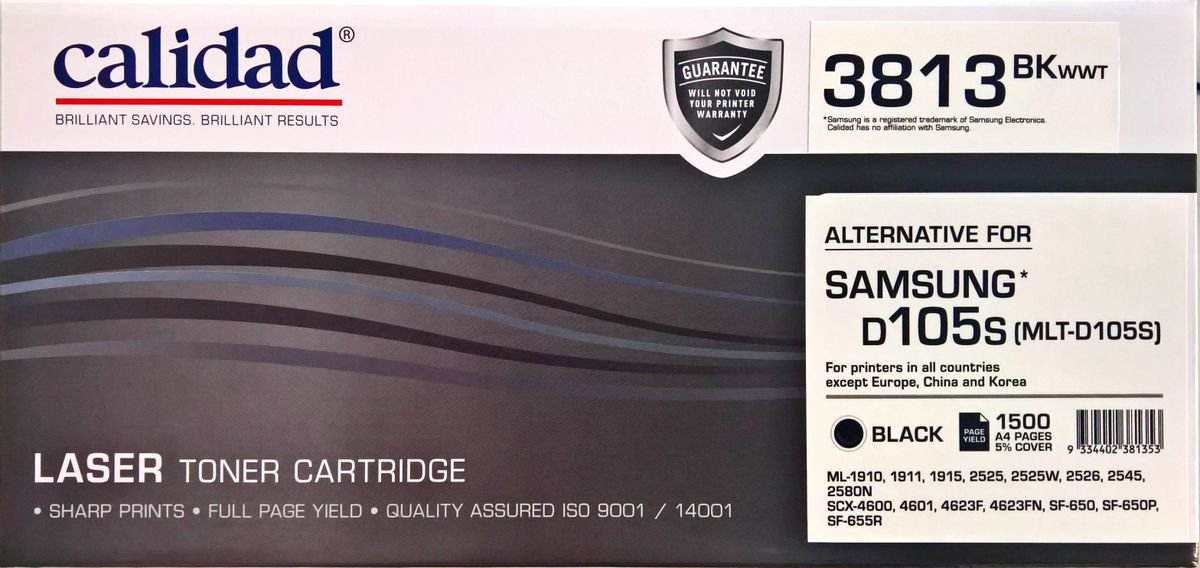 calidad®
BRILLIANT SAVINGS. BRILLIANT RESULTS
GUARANTEE
WILL NOT VOID
YOUR PRINTER
WARRANTY
3813 BK WWT
*Samsung is a registered trademark of Samsung Electronics.
Calidad has no affiliation with Samsung.
ALTERNATIVE FOR
SAMSUNG*
D105S (MLT-D105S)
For printers in all countries
except Europe, China and Korea
BLACK
PAGE
YIELD
1500
A4 PAGES
5% COVER
9 334402 381353
ML-1910, 1911, 1915, 2525, 2525W, 2526, 2545,
2580N
SCX-4600, 4601, 4623F, 4623FN, SF-650, SF-650P,
SF-655R
LASER TONER CARTRIDGE
• SHARP PRINTS • FULL PAGE YIELD • QUALITY ASSURED ISO 9001 / 14001